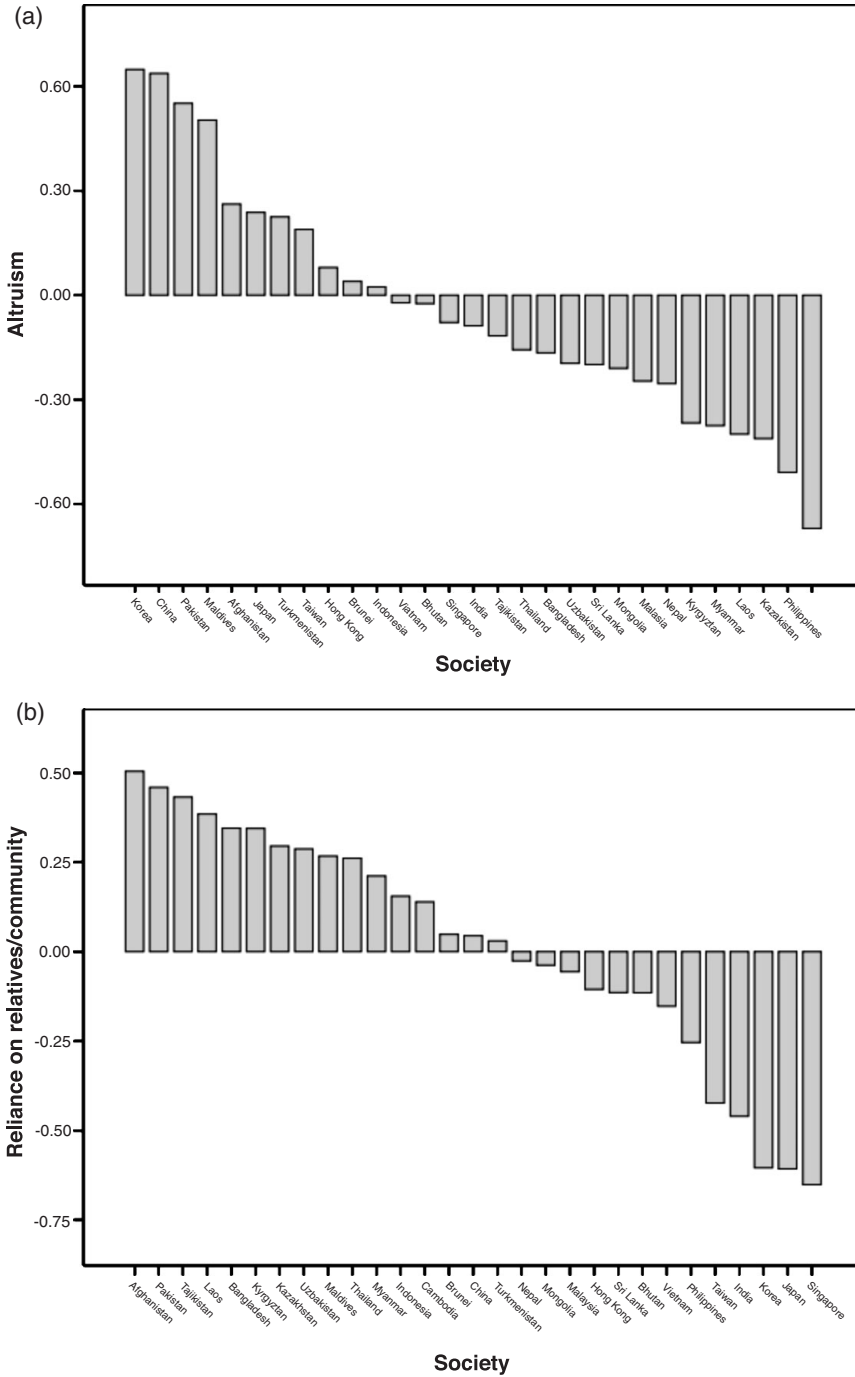 (a)
0.60
0.30
0.00
-0.30
-0.60
Altruism
Korea
China
Pakistan
Maldives
Afghanistan
Japan
Turkmenistan
Taiwan
Hong Kong
Brunei
Indonesia
Viatnam
Bhutan
Singapore
India
Tajikistan
Thailand
Bangladesh
Uzbakistan
Sri Lanka
Mongolia
Malasia
Nepal
Kyrgyztan
Myanmar
Laos
Kazakistan
Philippines
Society
(b)
0.50
0.25
0.00
-0.25
-0.50
-0.75
Reliance on relatives/community
Afghanistan
Pakistan
Tajikistan
Laos
Bangladesh
Kyrgyztan
Kazakhstan
Uzbakistan
Maldives
Thailand
Myanmar
Indonesia
Cambodia
Brunei
China
Turkmenistan
Nepal
Mongolia
Malaysia
Hong Kong
Sri Lanka
Bhutan
Vietnam
Philippines
Taiwan
India
Korea
Japan
Singapore
Society